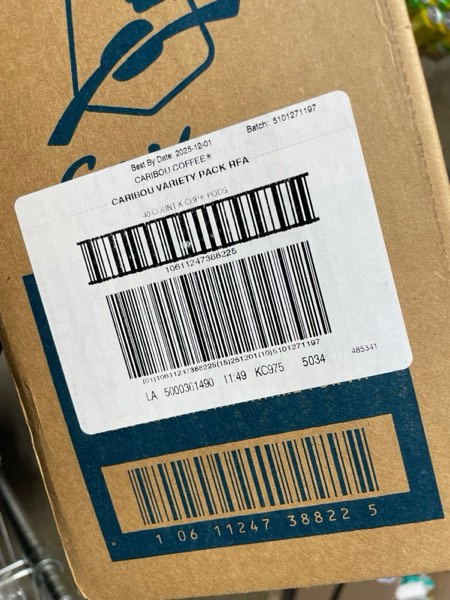 Best By Date: 2025-12-01 Batch: 5101271197
CARIBOU COFFEE®
CARIBOU VARIETY PACK RFA
40 COUNT K CUP® PODS
10611247388225
(01)10611247388225(15)251201(10)5101271197
LA 5000361490 11:49 KC975 5034 485341
1 06 11247 38822 5